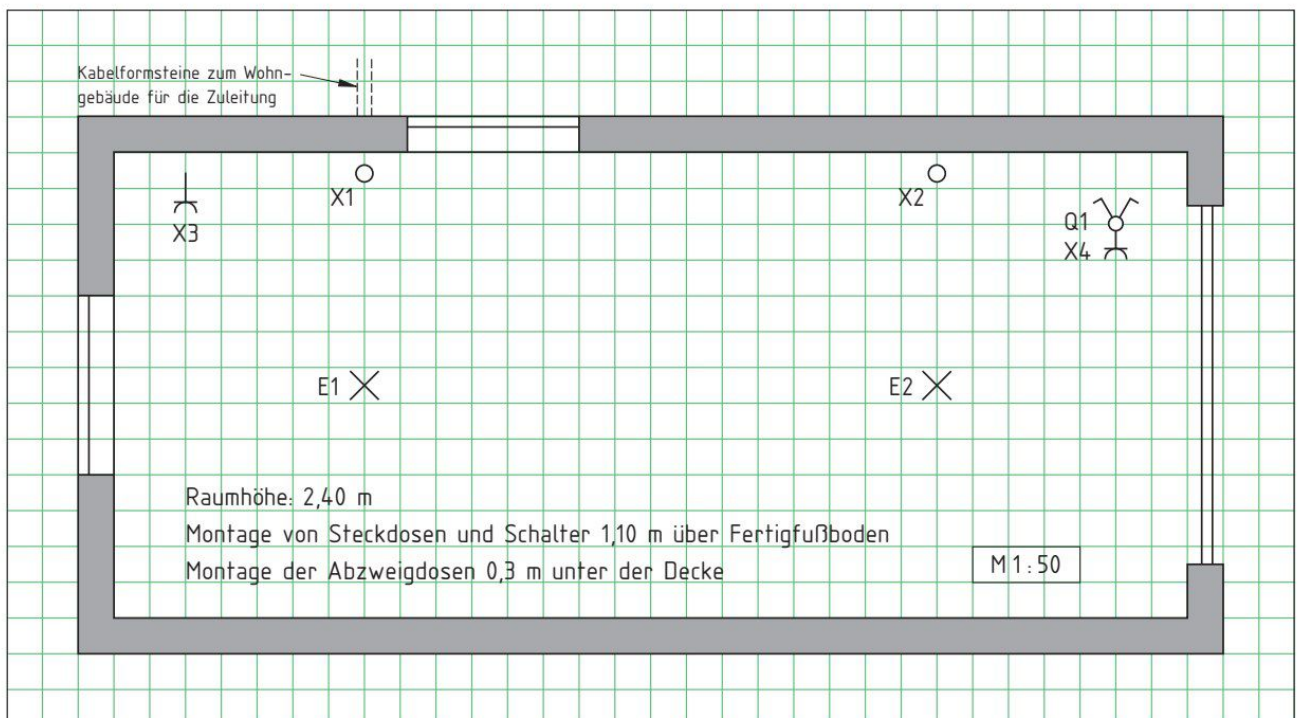 Kabelformsteine zum Wohn-
gebäude für die Zuleitung
X1
X2
X3
Q1
X4
E1
E2
Raumhöhe: 2,40 m
Montage von Steckdosen und Schalter 1,10 m über Fertigfußboden
Montage der Abzweigdosen 0,3 m unter der Decke
M 1:50